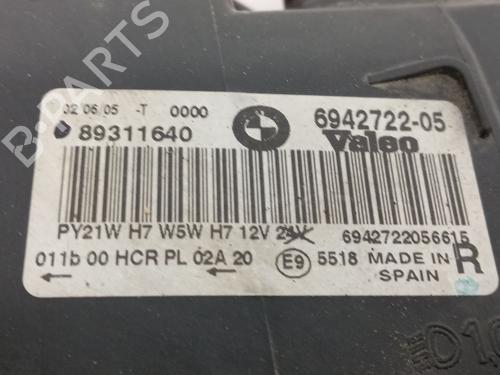 B-PARTS
02/06/05 -T 0000
89311640
6942722-05
Valeo
PY21W H7 W5W H7 12V 24V 6942722056615
011b 00 HCR PL 02A 20 E9 5518 MADE IN SPAIN R